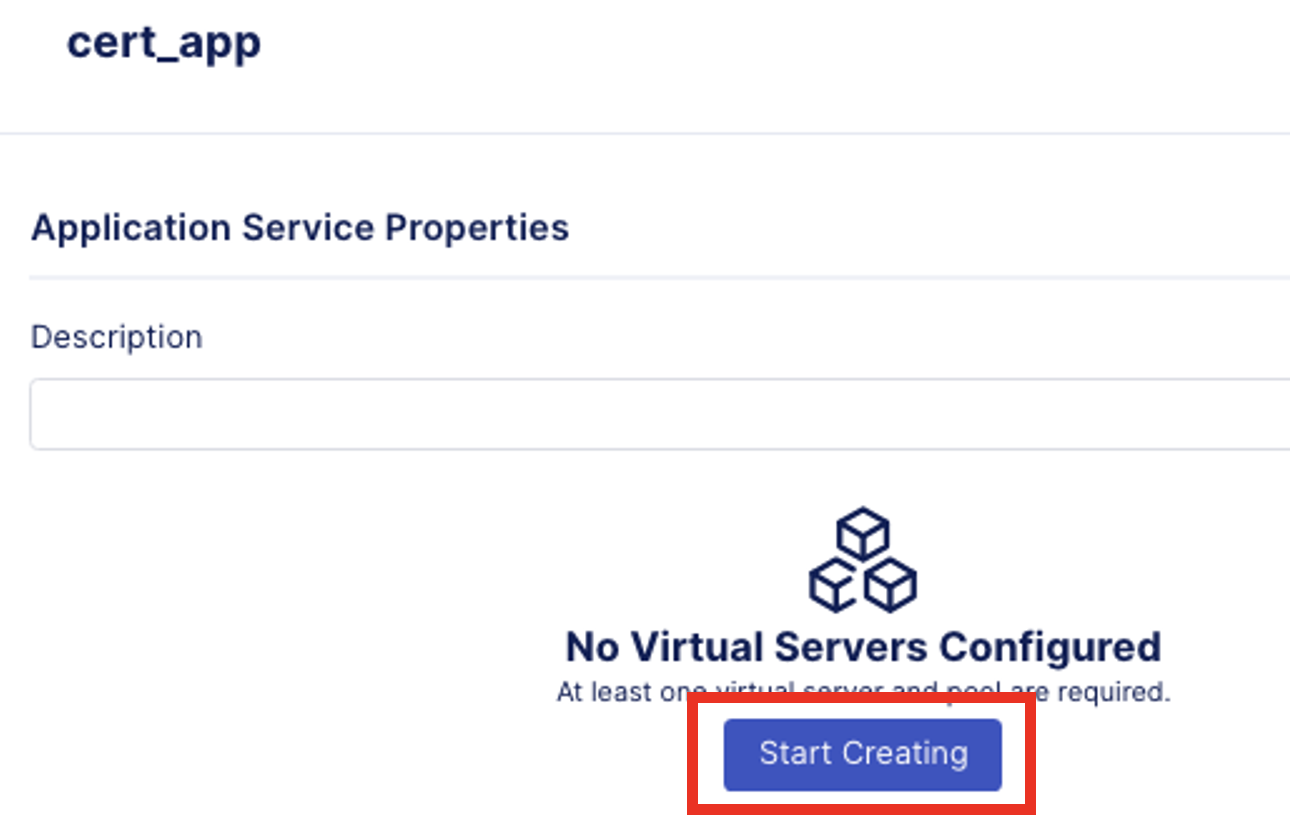 cert_app
Application Service Properties
Description
No Virtual Servers Configured
At least one virtual server and pool are required.
Start Creating